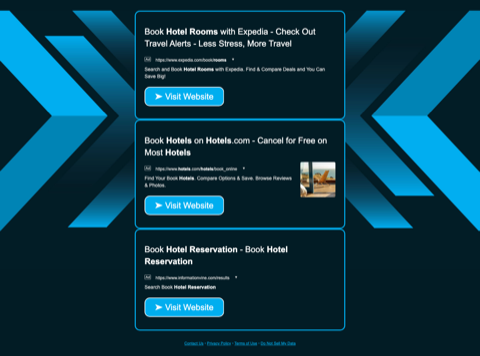 Book Hotel Rooms with Expedia - Check Out
Travel Alerts - Less Stress, More Travel
Ad https://www.expedia.com/book/rooms
Search and Book Hotel Rooms with Expedia. Find & Compare Deals and You Can
Save Big!
➤ Visit Website
Book Hotels on Hotels.com - Cancel for Free on
Most Hotels
Ad https://www.hotels.com/hotels/book_online
Find Your Book Hotels. Compare Options & Save. Browse Reviews
& Photos.
➤ Visit Website
Book Hotel Reservation - Book Hotel
Reservation
Ad https://www.informationvine.com/results
Search Book Hotel Reservation
➤ Visit Website
Contact Us - Privacy Policy - Terms of Use - Do Not Sell My Data